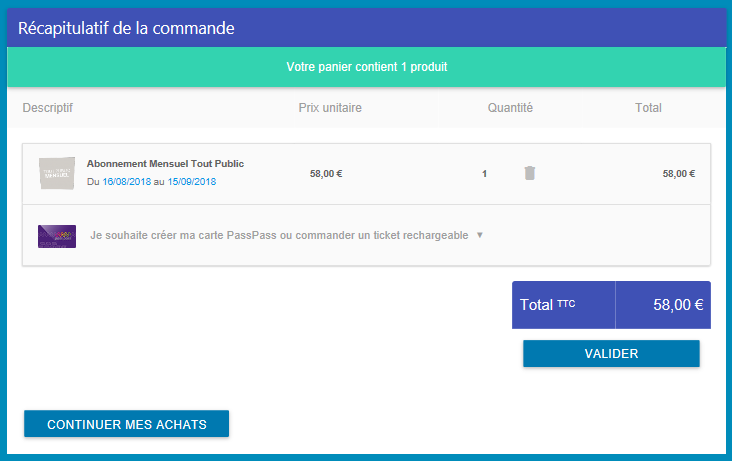 Récapitulatif de la commande
Votre panier contient 1 produit
Descriptif Prix unitaire Quantité Total
MENSUEL
Abonnement Mensuel Tout Public
Du 16/08/2018 au 15/09/2018
58,00 € 1 58,00 €
Je souhaite créer ma carte PassPass ou commander un ticket rechargeable ▼
Total TTC 58,00 €
VALIDER
CONTINUER MES ACHATS